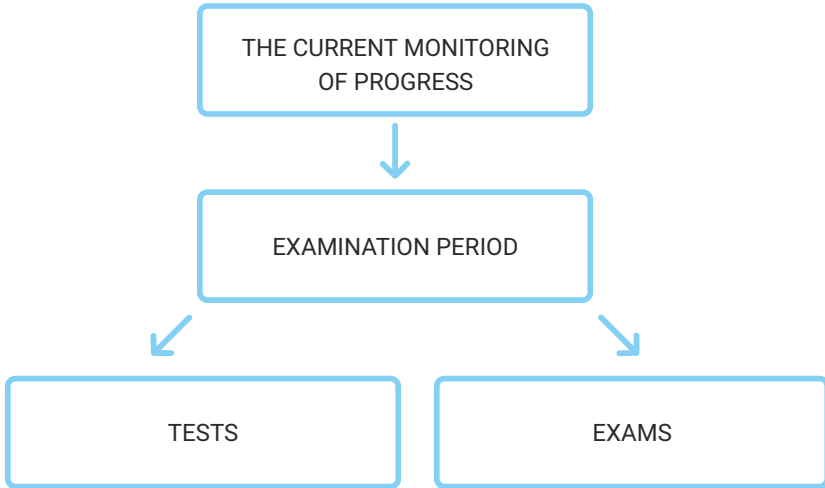 THE CURRENT MONITORING
OF PROGRESS
EXAMINATION PERIOD
TESTS
EXAMS